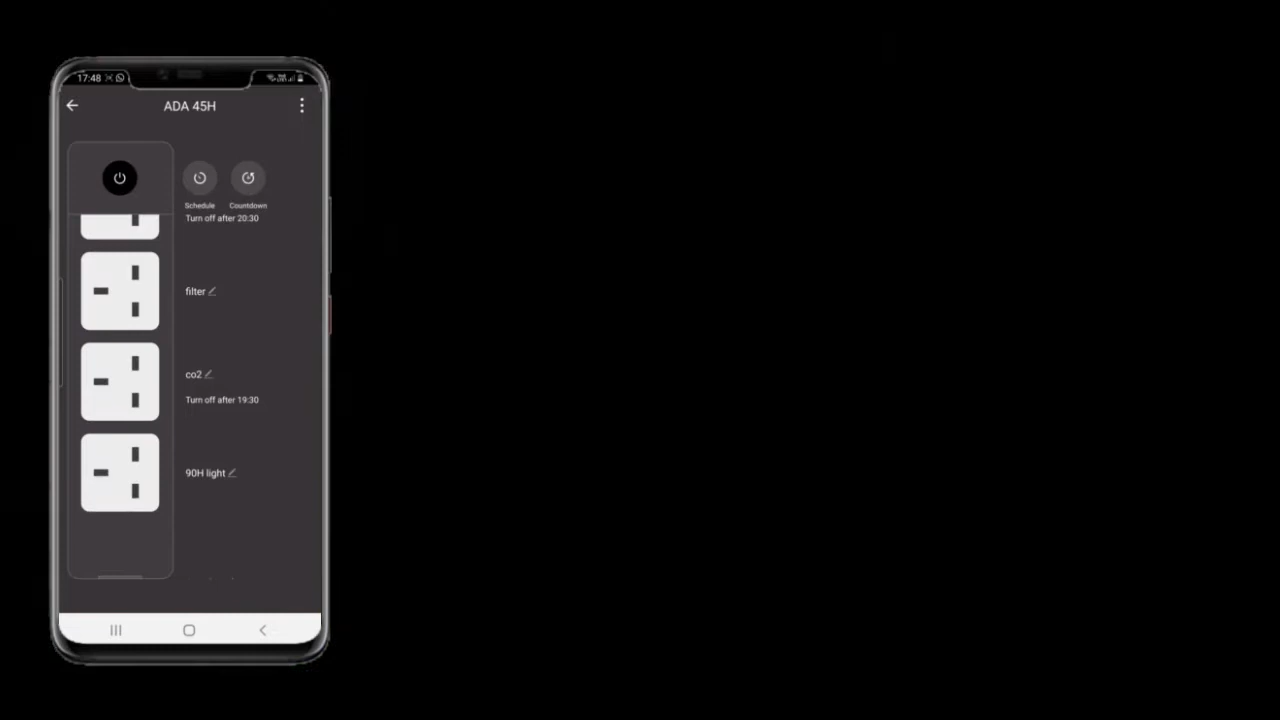 17:48
ADA 45H
Schedule Countdown
Turn off after 20:30
filter
co2
Turn off after 19:30
90H light